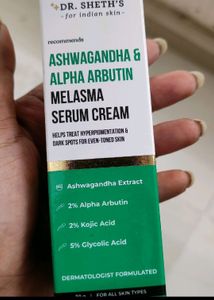 DR. SHETH'S
-for indian skin-
recommends
ASHWAGANDHA &
ALPHA ARBUTIN
MELASMA
SERUM CREAM
HELPS TREAT HYPERPIGMENTATION &
DARK SPOTS FOR EVEN-TONED SKIN
Ashwagandha Extract
2% Alpha Arbutin
2% Kojic Acid
5% Glycolic Acid
DERMATOLOGIST FORMULATED
FOR ALL SKIN TYPES